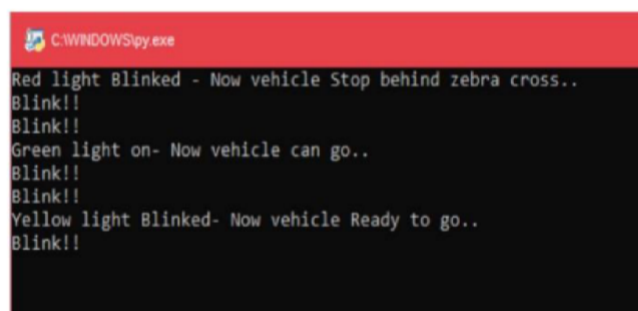 C:\WINDOWS\py.exe
Red light Blinked - Now vehicle Stop behind zebra cross..
Blink!!
Blink!!
Green light on- Now vehicle can go..
Blink!!
Blink!!
Yellow light Blinked- Now vehicle Ready to go..
Blink!!